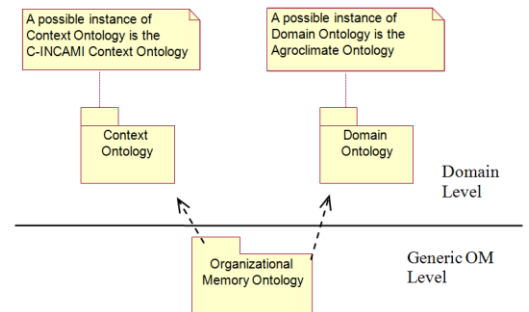 A possible instance of
Context Ontology is the
C-INCAMI Context Ontology
A possible instance of
Domain Ontology is the
Agroclimate Ontology
Context
Ontology
Domain
Ontology
Domain
Level
Organizational
Memory Ontology
Generic OM
Level